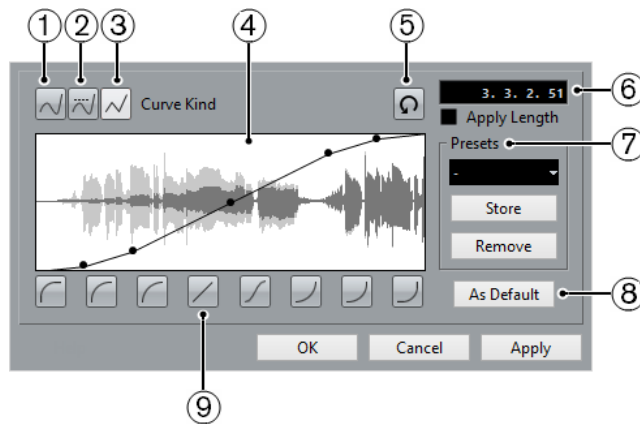 ① ② ③ ④ ⑤
⑥
3. 3. 2. 51
Curve Kind
Apply Length
⑦
Presets
-
Store
Remove
As Default
⑧
OK Cancel Apply
⑨